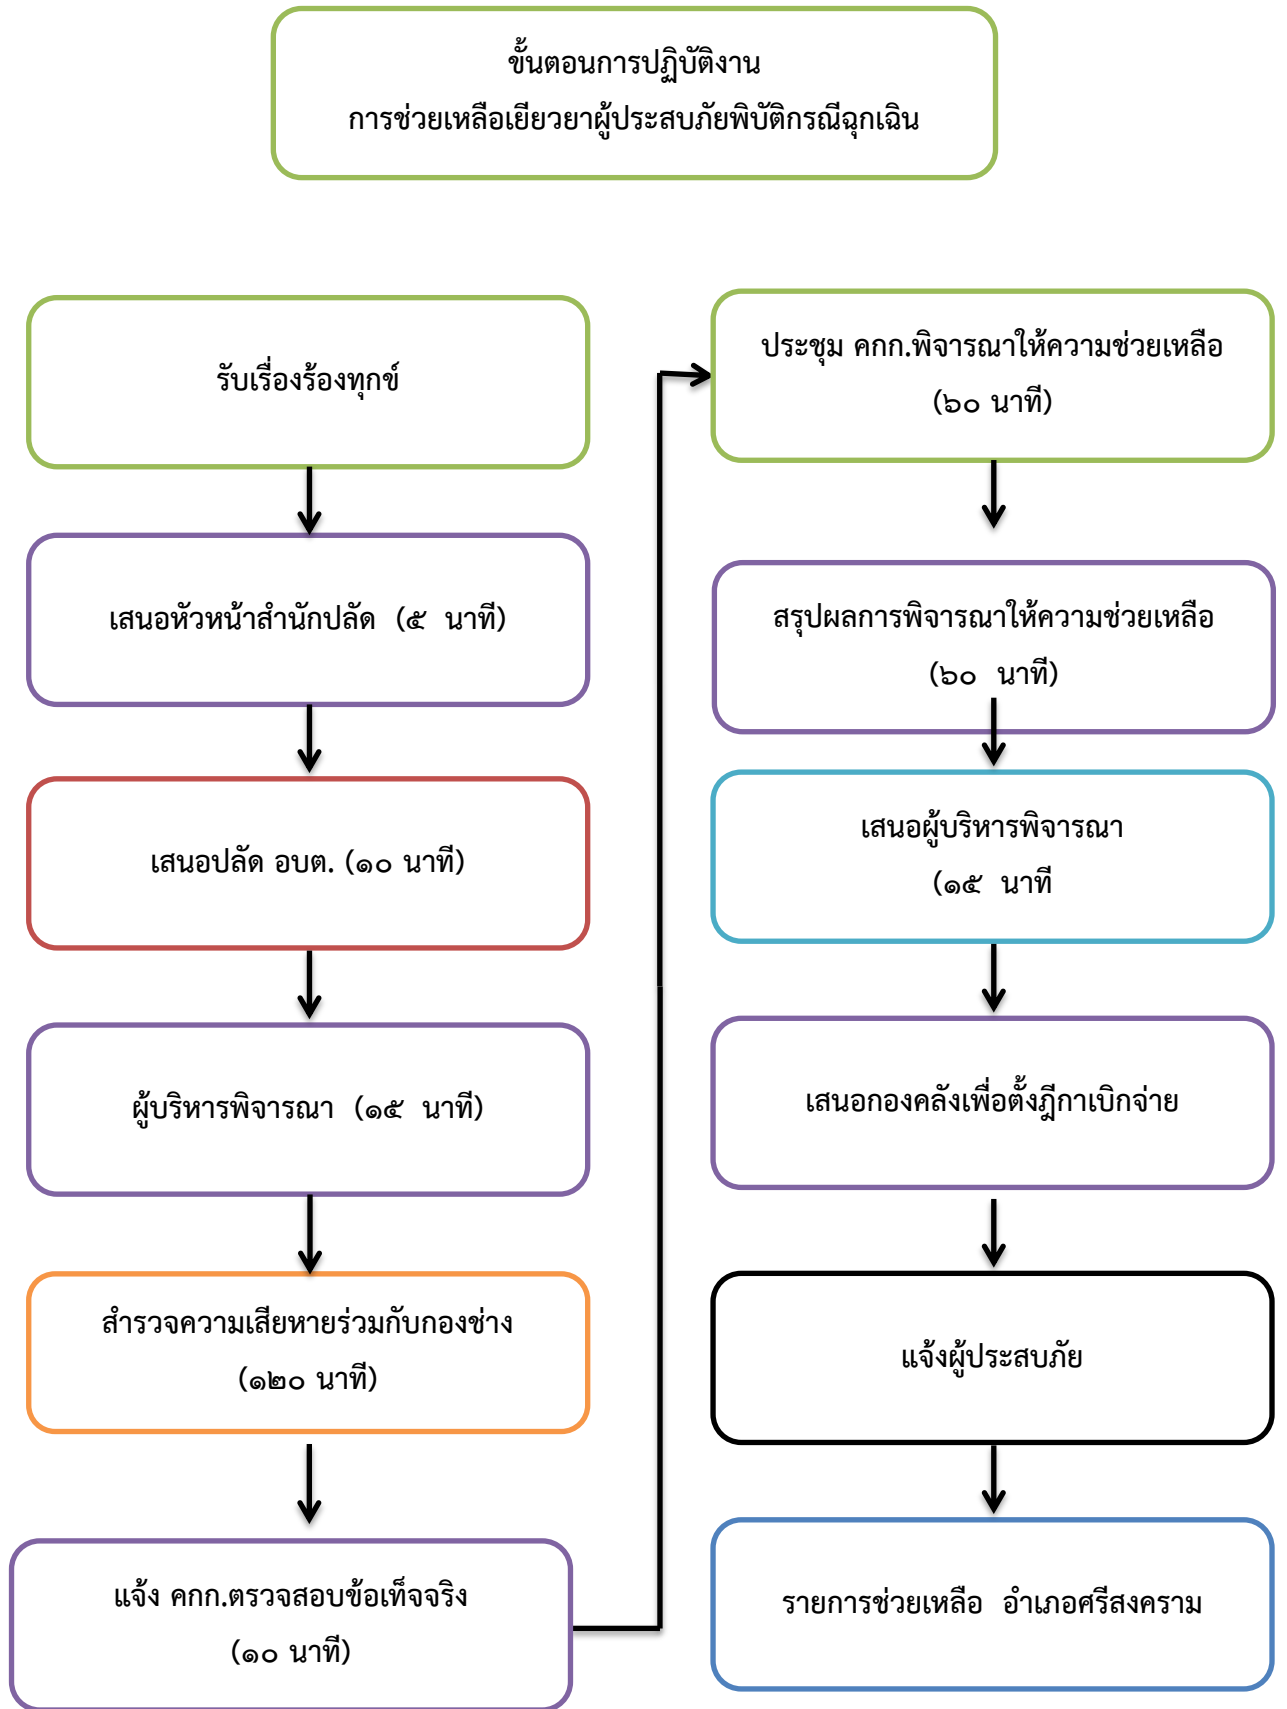 ขั้นตอนการปฏิบัติงาน
การช่วยเหลือเยียวยาผู้ประสบภัยพิบัติกรณีฉุกเฉิน
รับเรื่องร้องทุกข์
เสนอหัวหน้าสำนักปลัด (๕ นาที)
เสนอปลัด อบต. (๑๐ นาที)
ผู้บริหารพิจารณา (๑๕ นาที)
สำรวจความเสียหายร่วมกับกองช่าง
(๑๒๐ นาที)
แจ้ง คกก.ตรวจสอบข้อเท็จจริง
(๑๐ นาที)
ประชุม คกก.พิจารณาให้ความช่วยเหลือ
(๖๐ นาที)
สรุปผลการพิจารณาให้ความช่วยเหลือ
(๖๐ นาที)
เสนอผู้บริหารพิจารณา
(๑๕ นาที
เสนอกองคลังเพื่อตั้งฎีกาเบิกจ่าย
แจ้งผู้ประสบภัย
รายการช่วยเหลือ อำเภอศรีสงคราม